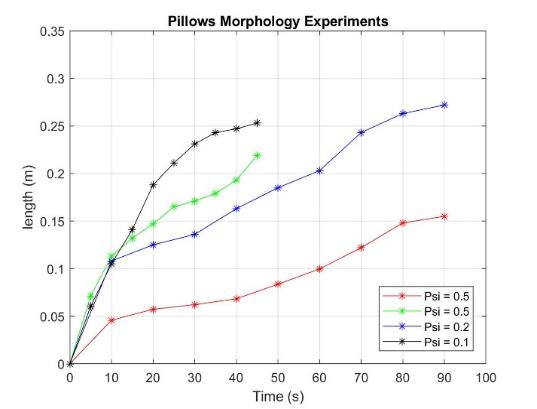 Pillows Morphology Experiments
0.35
0.3
0.25
0.2
0.15
0.1
0.05
0
length (m)
Psi = 0.5
Psi = 0.5
Psi = 0.2
Psi = 0.1
0 10 20 30 40 50 60 70 80 90 100
Time (s)